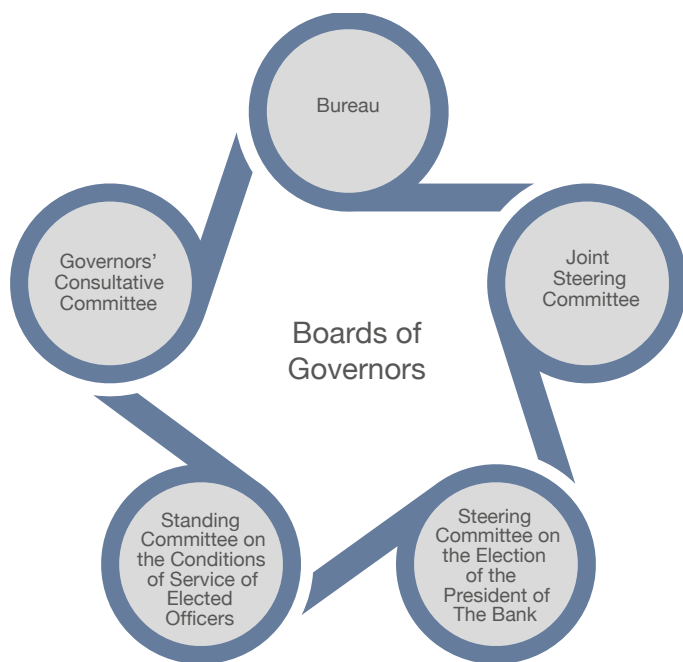 Bureau
Joint
Steering
Committee
Steering
Committee on
the Election
of the
President of
The Bank
Standing
Committee on
the Conditions
of Service of
Elected
Officers
Governors’
Consultative
Committee
Boards of
Governors